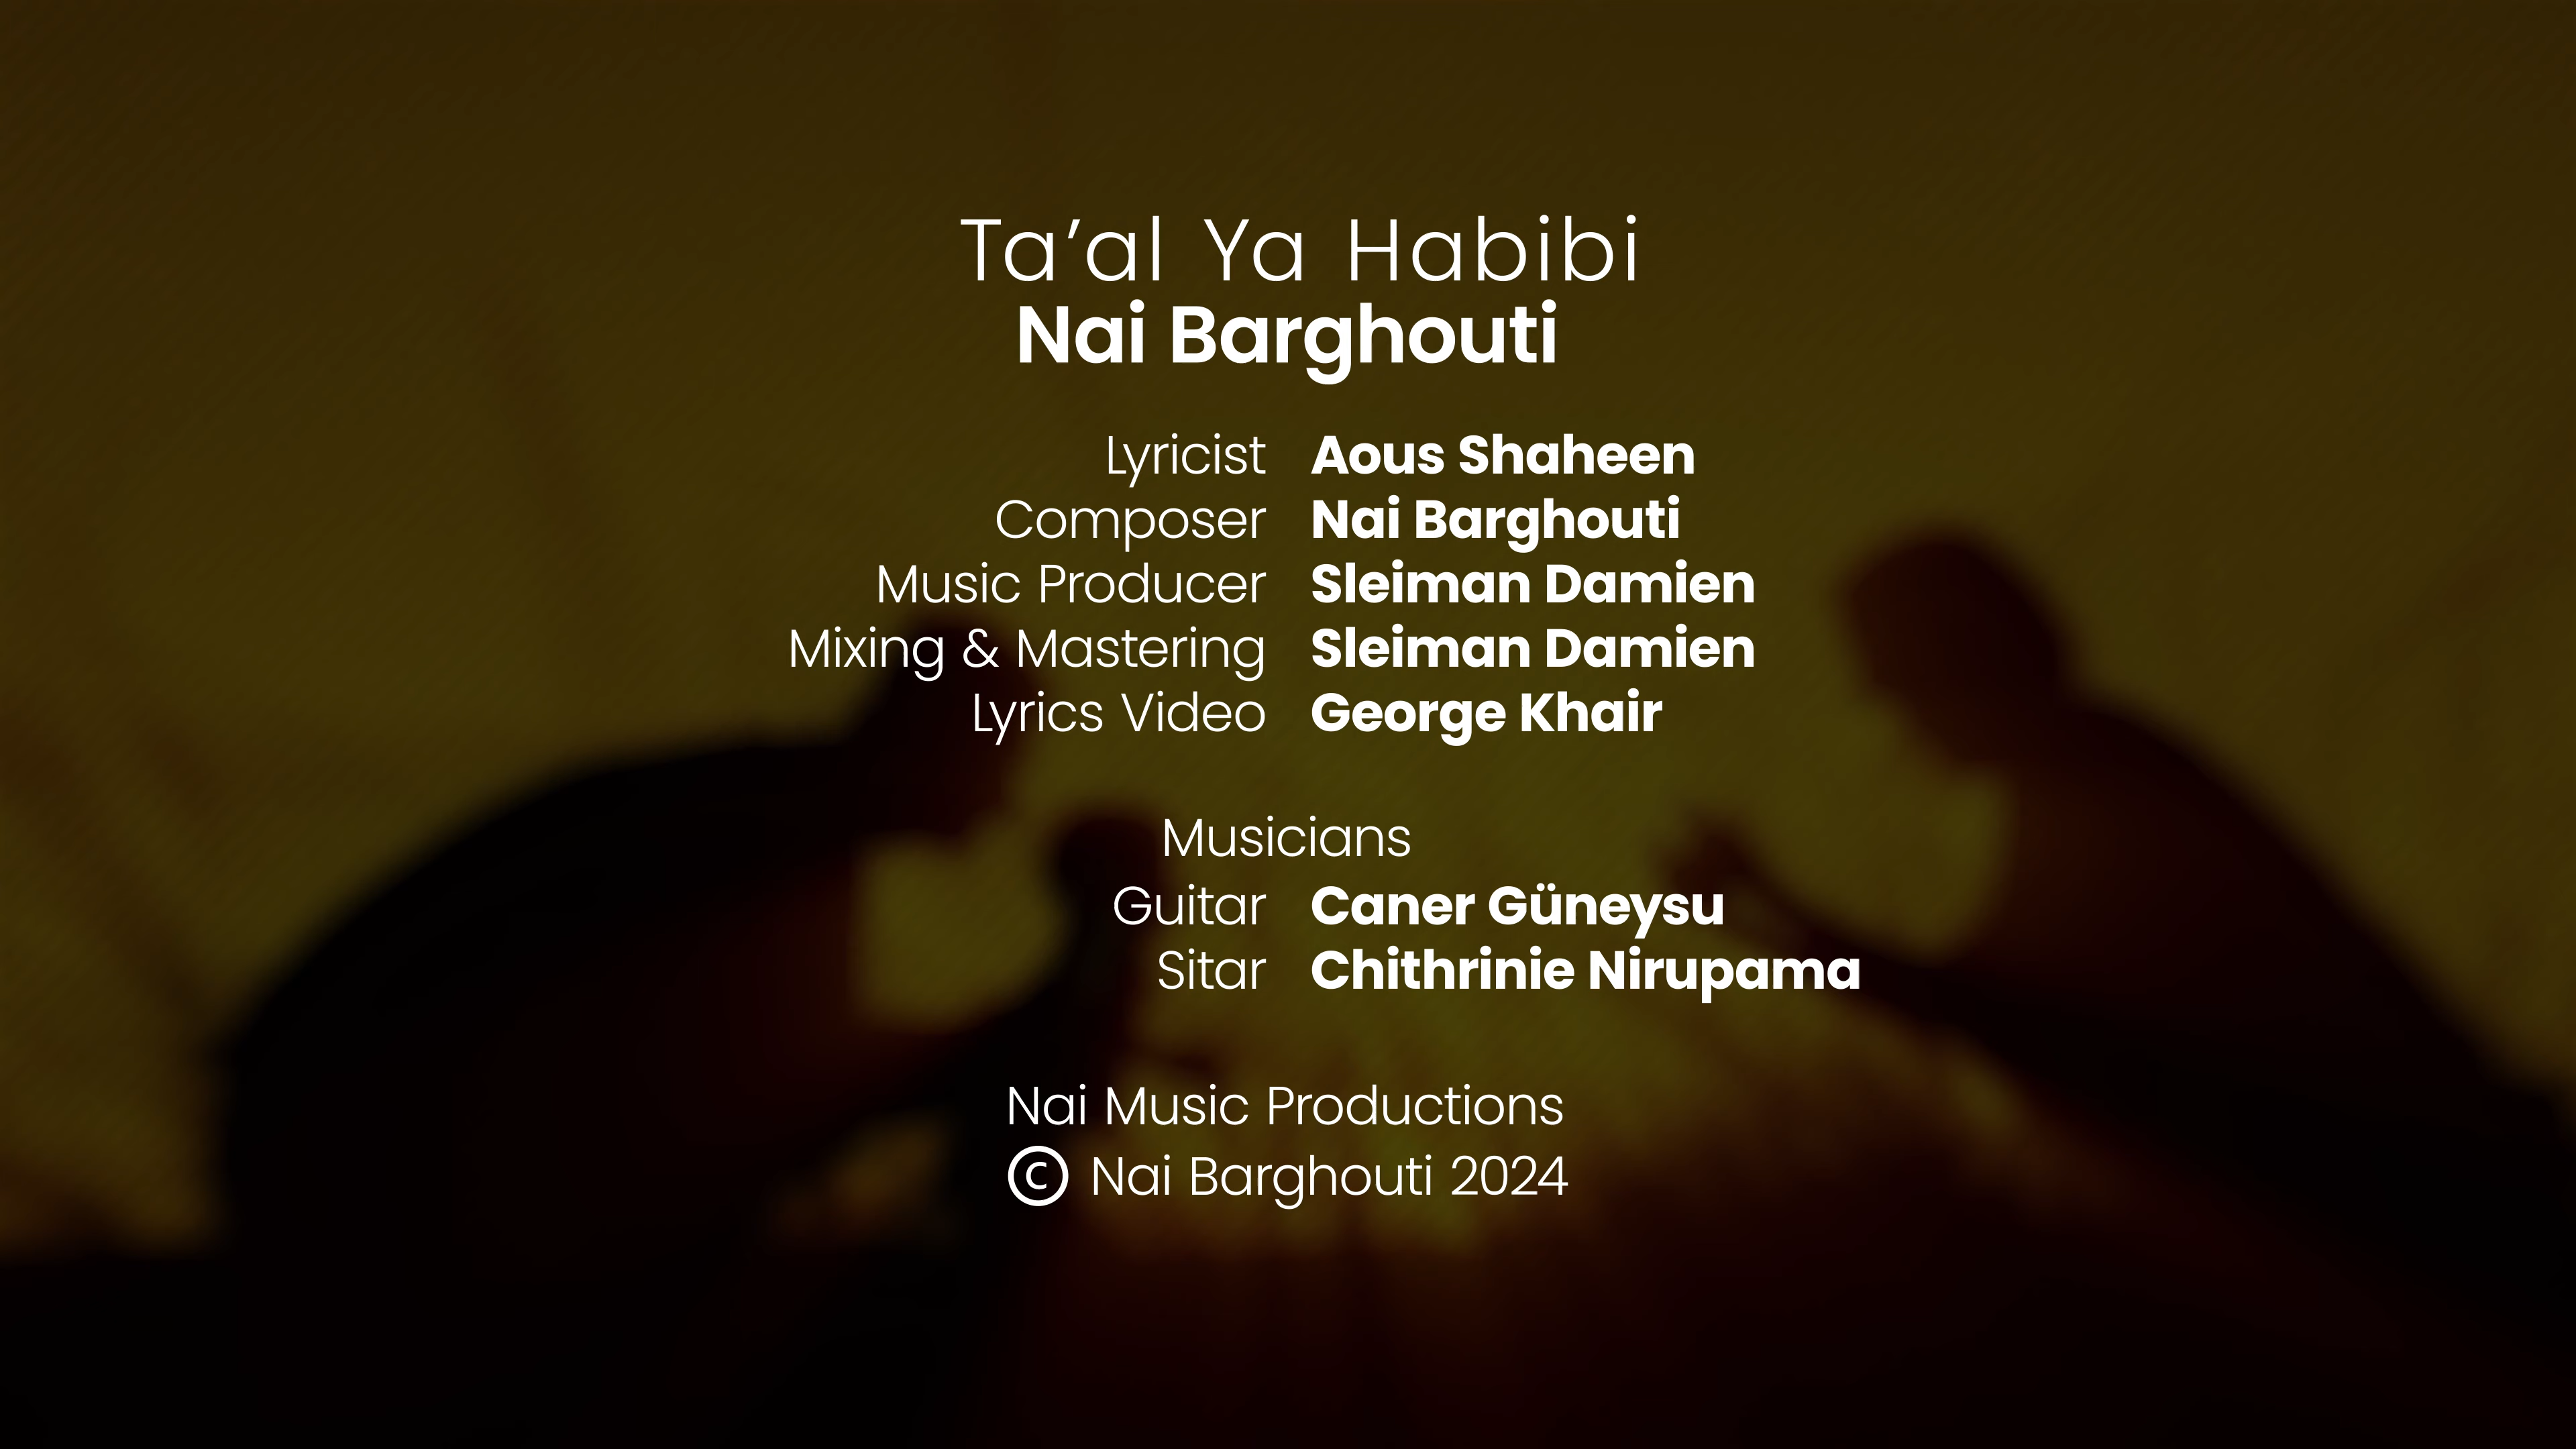 Ta’al Ya Habibi
Nai Barghouti
Lyricist Aous Shaheen
Composer Nai Barghouti
Music Producer Sleiman Damien
Mixing & Mastering Sleiman Damien
Lyrics Video George Khair
Musicians
Guitar Caner Güneysu
Sitar Chithrinie Nirupama
Nai Music Productions
© Nai Barghouti 2024